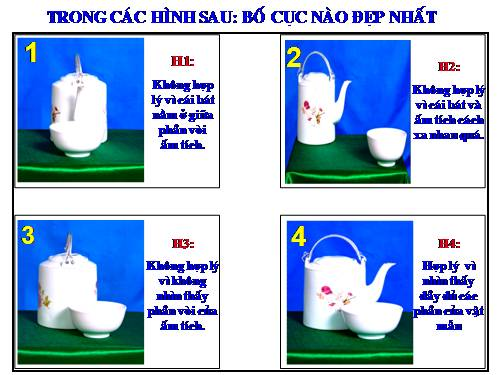 TRONG CÁC HÌNH SAU: BỐ CỤC NÀO ĐẸP NHẤT
1
H1:
Không hợp
lý vì cái bát
nằm ở giữa
phần vòi
ấm tích.
2
H2:
Không hợp lý
vì cái bát và
ấm tích cách
xa nhau quá.
3
H3:
Không hợp lý
vì không
nhìn thấy
phần vòi của
ấm tích.
4
H4:
Hợp lý vì
nhìn thấy
đầy đủ các
phần của vật
mẫu